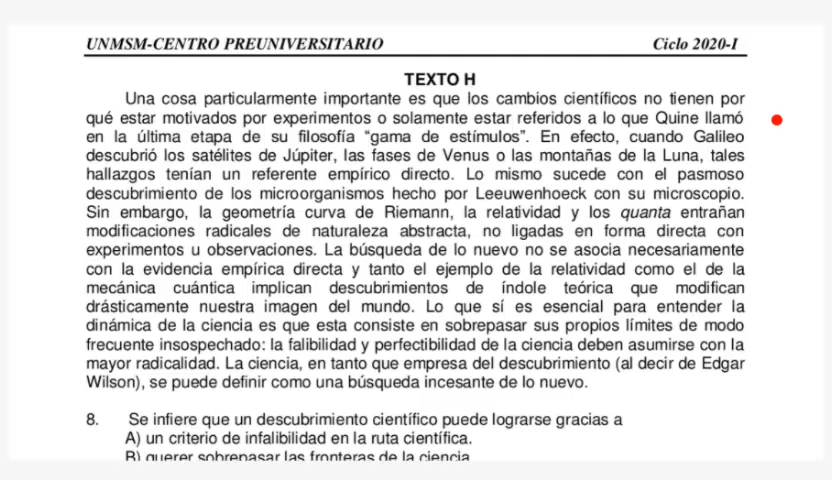 UNMSM-CENTRO PREUNIVERSITARIO Ciclo 2020-I
TEXTO H
Una cosa particularmente importante es que los cambios científicos no tienen por
qué estar motivados por experimentos o solamente estar referidos a lo que Quine llamó
en la última etapa de su filosofía “gama de estímulos”. En efecto, cuando Galileo
descubrió los satélites de Júpiter, las fases de Venus o las montañas de la Luna, tales
hallazgos tenían un referente empírico directo. Lo mismo sucede con el pasmoso
descubrimiento de los microorganismos hecho por Leeuwenhoeck con su microscopio.
Sin embargo, la geometría curva de Riemann, la relatividad y los quanta entrañan
modificaciones radicales de naturaleza abstracta, no ligadas en forma directa con
experimentos u observaciones. La búsqueda de lo nuevo no se asocia necesariamente
con la evidencia empírica directa y tanto el ejemplo de la relatividad como el de la
mecánica cuántica implican descubrimientos de índole teórica que modifican
drásticamente nuestra imagen del mundo. Lo que sí es esencial para entender la
dinámica de la ciencia es que esta consiste en sobrepasar sus propios límites de modo
frecuente insospechado: la falibilidad y perfectibilidad de la ciencia deben asumirse con la
mayor radicalidad. La ciencia, en tanto que empresa del descubrimiento (al decir de Edgar
Wilson), se puede definir como una búsqueda incesante de lo nuevo.
8. Se infiere que un descubrimiento científico puede lograrse gracias a
A) un criterio de infalibilidad en la ruta científica.
B) querer sobrepasar las fronteras de la ciencia